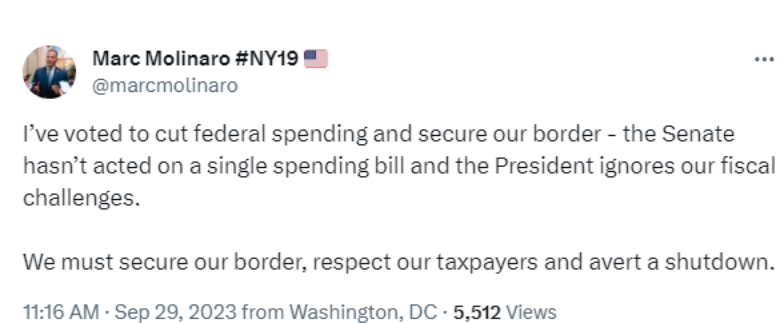 Marc Molinaro #NY19 🇺🇸
@marcmolinaro
I’ve voted to cut federal spending and secure our border - the Senate
hasn’t acted on a single spending bill and the President ignores our fiscal
challenges.
We must secure our border, respect our taxpayers and avert a shutdown.
11:16 AM · Sep 29, 2023 from Washington, DC · 5,512 Views